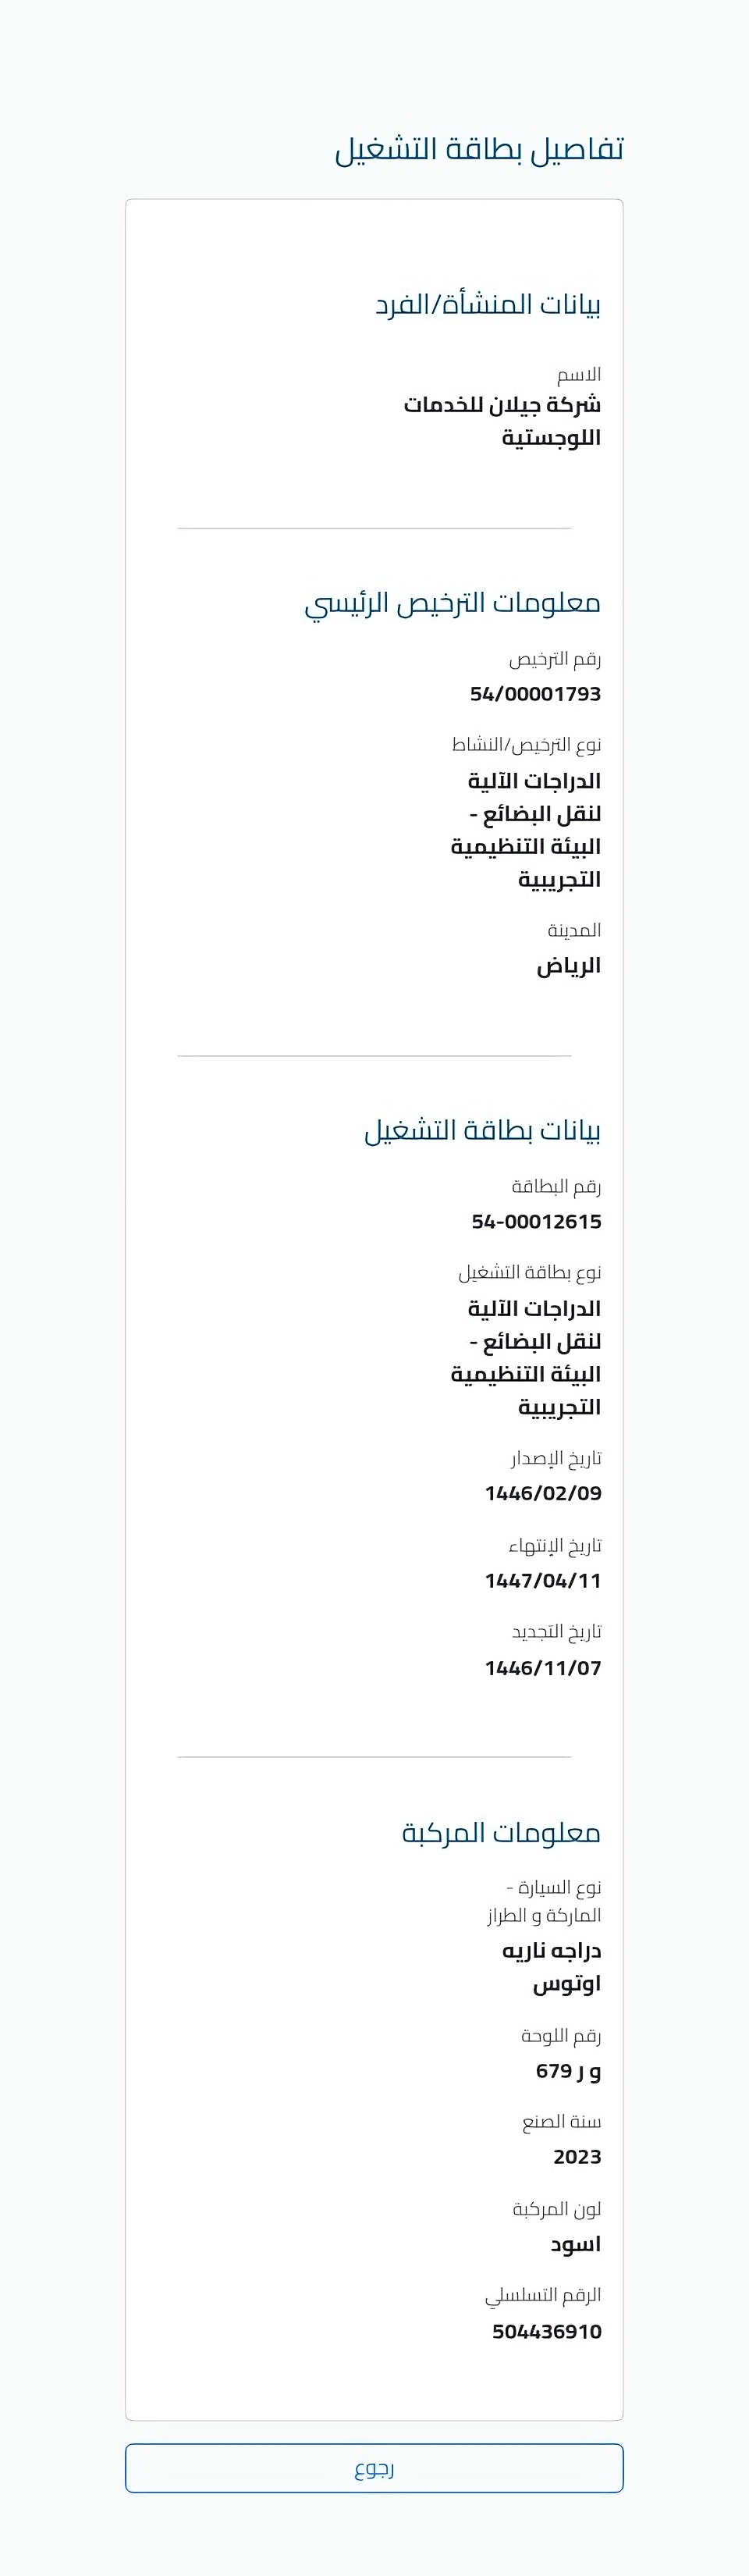 تفاصيل بطاقة التشغيل
بيانات المنشأة/الفرد
الاسم
شركة جيلان للخدمات
اللوجستية
معلومات الترخيص الرئيسي
رقم الترخيص
54/00001793
نوع الترخيص/النشاط
الدراجات الآلية
لنقل البضائع -
البيئة التنظيمية
التجريبية
المدينة
الرياض
بيانات بطاقة التشغيل
رقم البطاقة
54-00012615
نوع بطاقة التشغيل
الدراجات الآلية
لنقل البضائع -
البيئة التنظيمية
التجريبية
تاريخ الإصدار
1446/02/09
تاريخ الإنتهاء
1447/04/11
تاريخ التجديد
1446/11/07
معلومات المركبة
نوع السيارة -
الماركة و الطراز
دراجه ناريه
اوتوس
رقم اللوحة
و ر 679
سنة الصنع
2023
لون المركبة
اسود
الرقم التسلسلي
504436910
رجوع